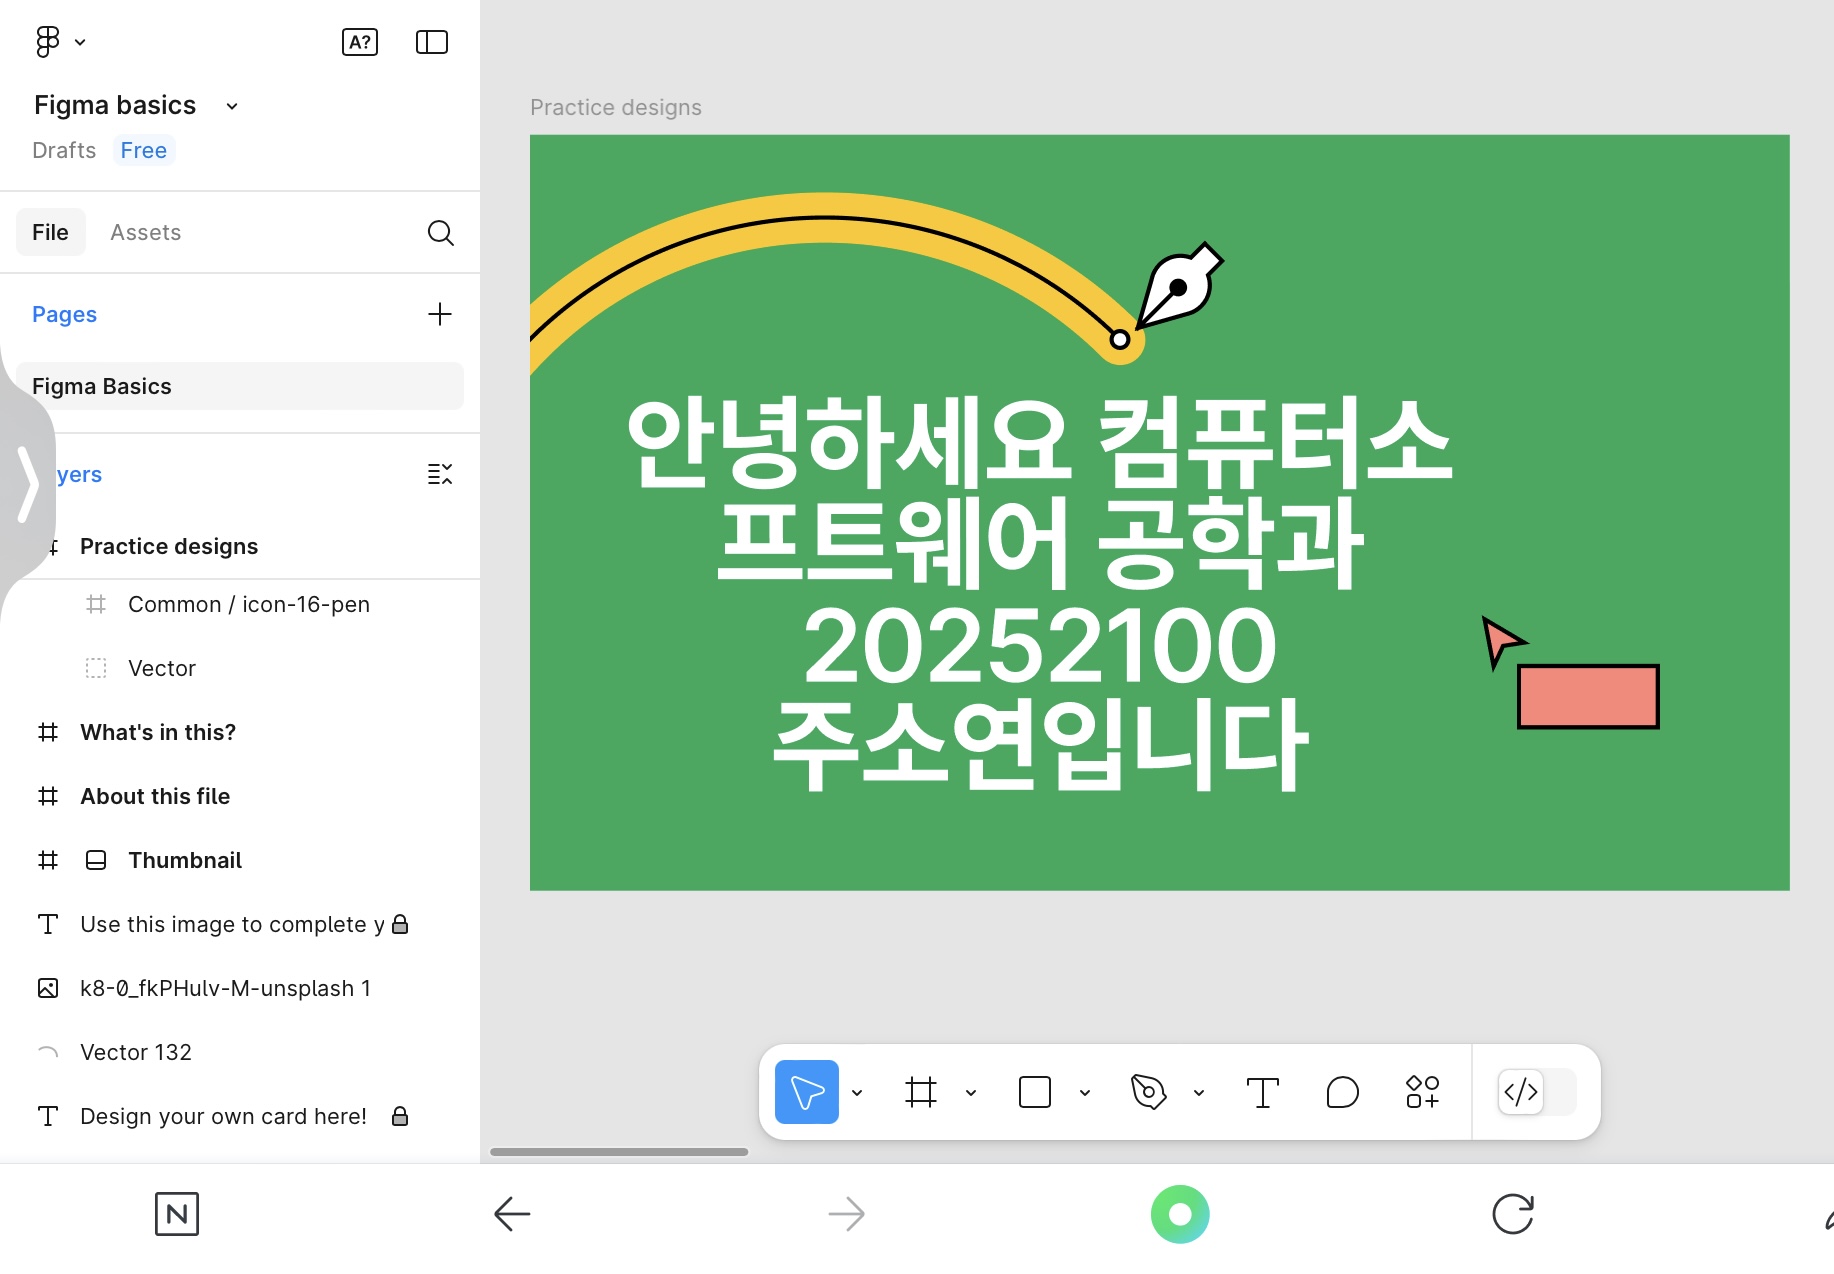 A?
Figma basics
Drafts Free
File Assets
Pages
Figma Basics
yers
Practice designs
Common / icon-16-pen
Vector
What's in this?
About this file
Thumbnail
Use this image to complete y
k8-0_fkPHulv-M-unsplash 1
Vector 132
Design your own card here!
Practice designs
안녕하세요 컴퓨터소
프트웨어 공학과
20252100
주소연입니다
N